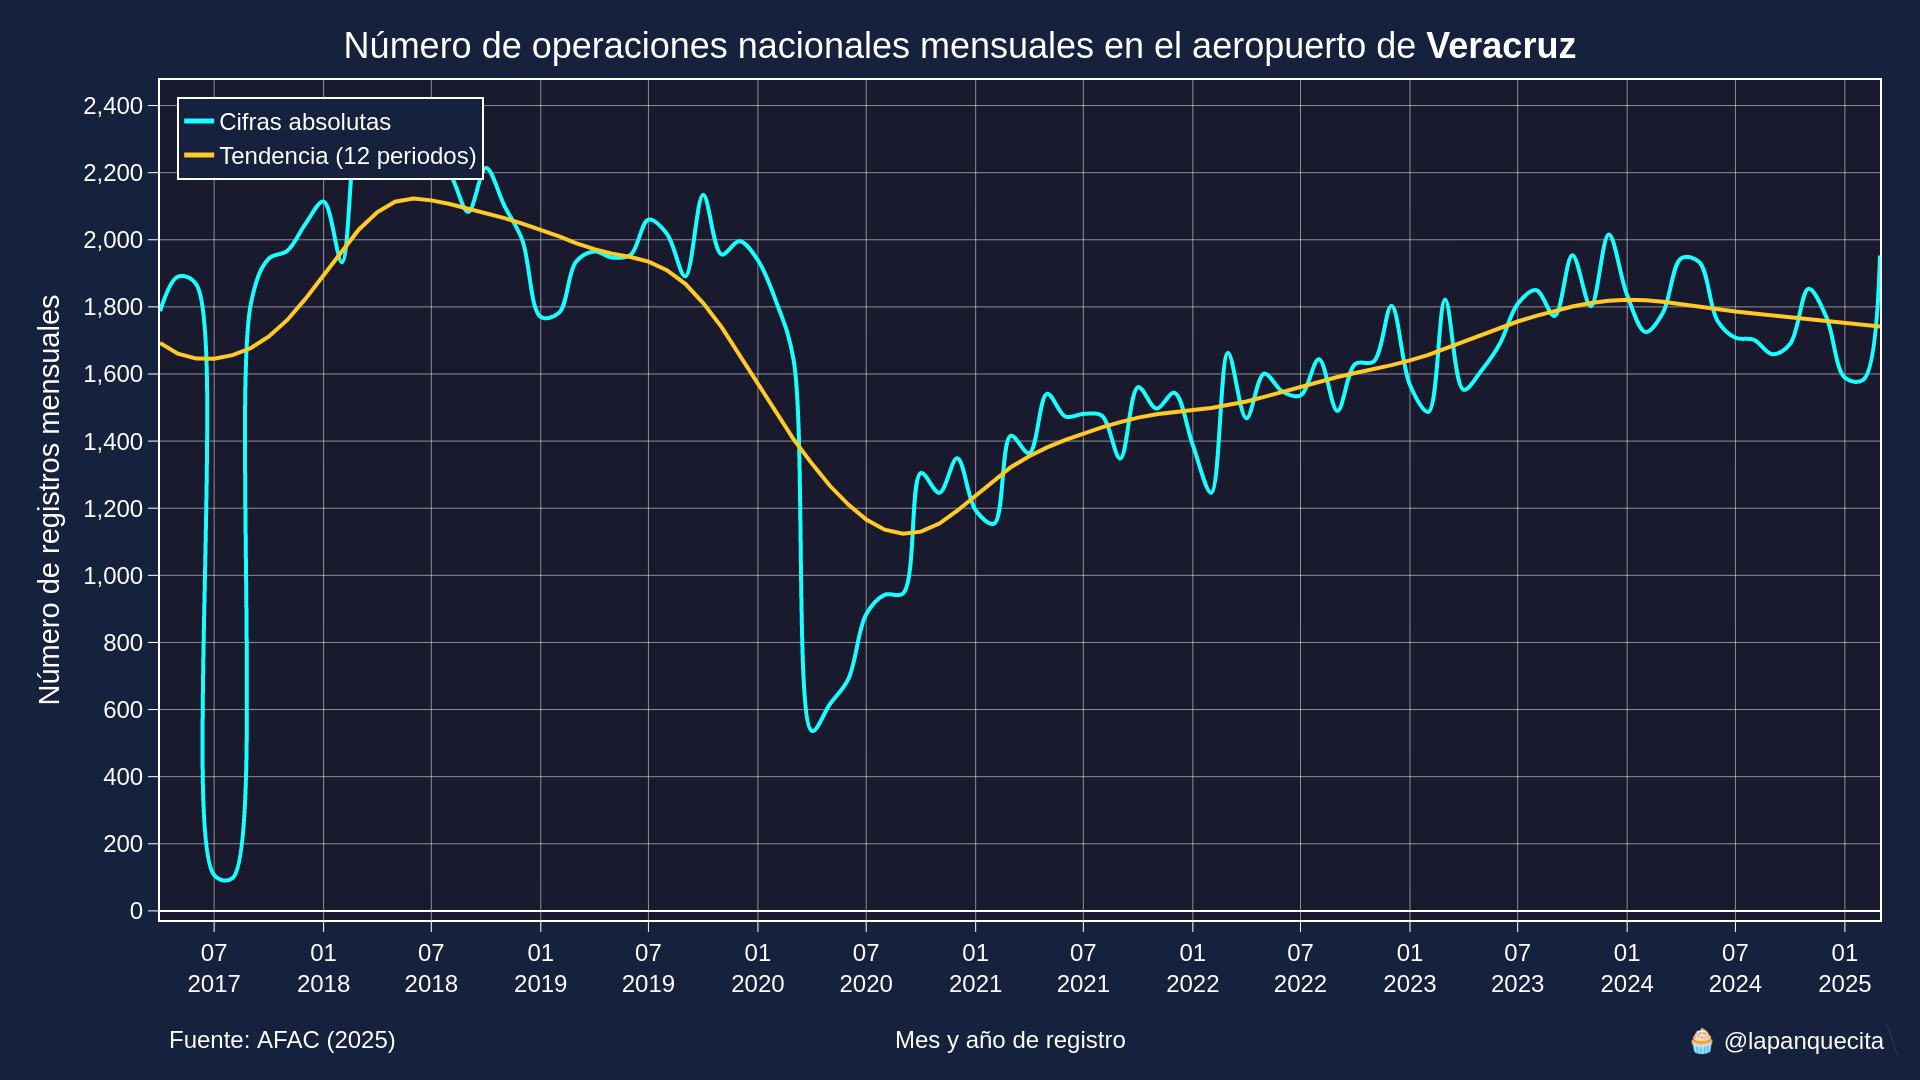 Número de operaciones nacionales mensuales en el aeropuerto de Veracruz
Cifras absolutas
Tendencia (12 periodos)
Número de registros mensuales
2,400
2,200
2,000
1,800
1,600
1,400
1,200
1,000
800
600
400
200
0
07 01 07 01 07 01 07 01 07 01 07 01 07 01 07 01
2017 2018 2018 2019 2019 2020 2020 2021 2021 2022 2022 2023 2023 2024 2024 2025
Fuente: AFAC (2025) Mes y año de registro 🧁 @lapanquecita